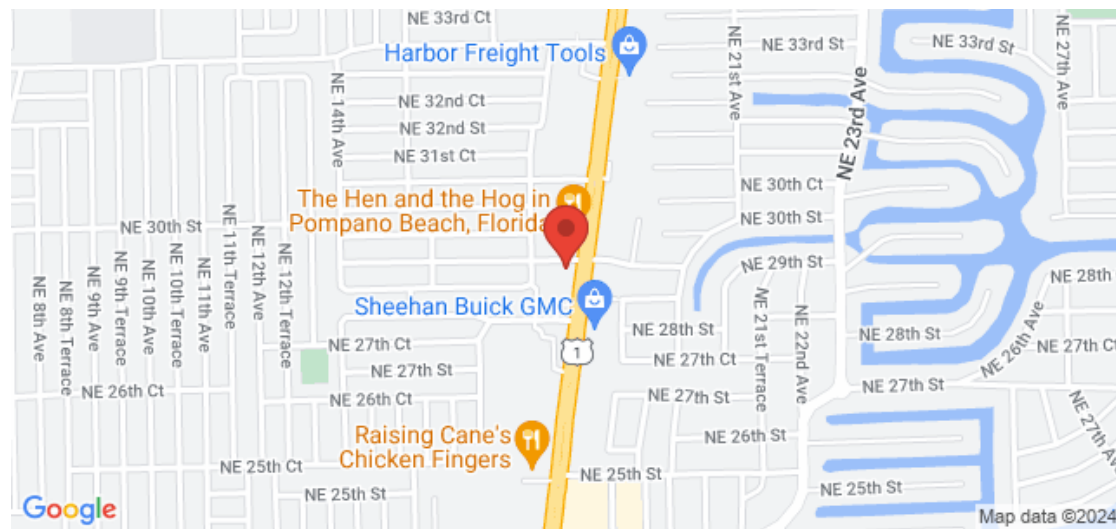 NE 33rd Ct
NE 33rd St
NE 33rd St
NE 27th Ave
Harbor Freight Tools
NE 21st Ave
NE 14th Ave
NE 32nd Ct
NE 32nd St
NE 31st Ct
NE 23rd Ave
The Hen and the Hog in
Pompano Beach, Florida
NE 30th Ct
NE 30th St
NE 30th St
NE 29th St
NE 28th
NE 8th Ave
NE 8th Terrace
NE 9th Ave
NE 9th Terrace
NE 10th Ave
NE 10th Terrace
NE 11th Ave
NE 11th Terrace
NE 12th Ave
NE 12th Terrace
Sheehan Buick GMC
1
NE 28th St
NE 21st Terrace
NE 22nd Ave
NE 28th St
NE 26th Ave
NE 27th Ct
NE 27th Ct
NE 27th Ct
NE 27th St
NE 27th St
NE 27th St
NE 26th Ct
NE 26th Ct
NE 26th St
NE 27th Ave
Raising Cane's
Chicken Fingers
NE 25th Ct
NE 25th St
NE 25th St
NE 25th St
Google
Map data ©2024